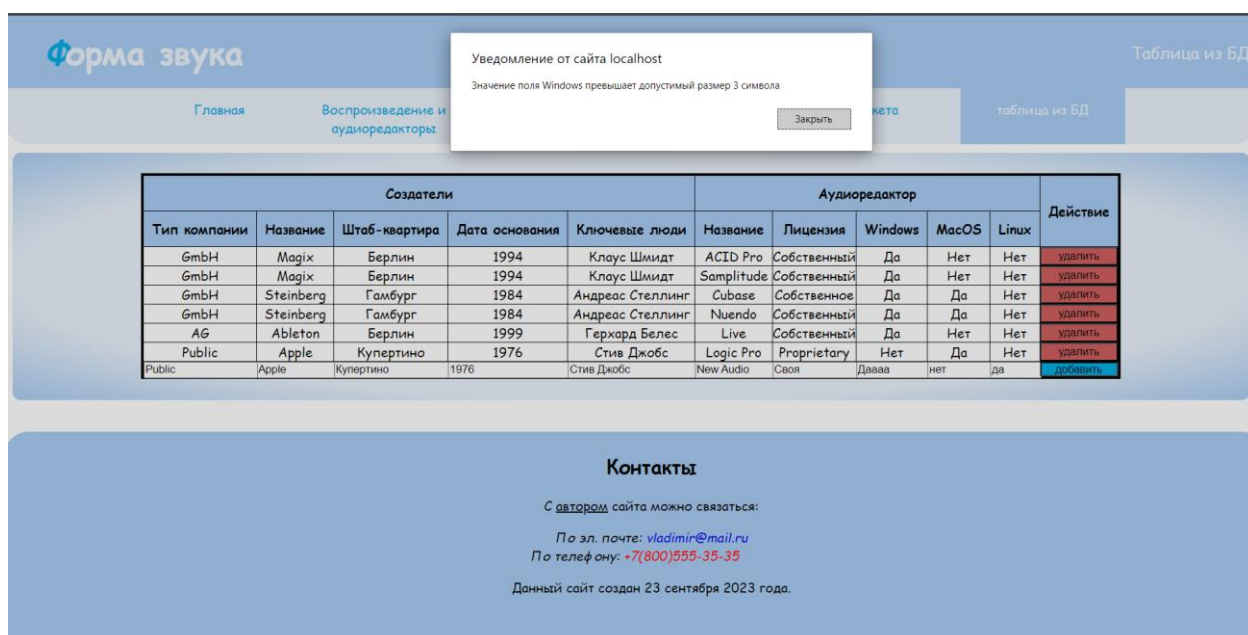 Форма звука
Таблица из БД
Уведомление от сайта localhost
Значение поля Windows превышает допустимый размер 3 символа
Закрыть
Главная
Воспроизведение и
аудиоредакторы
кета
таблица из БД
Создатели Аудиоредактор Действие
Тип компании Название Штаб-квартира Дата основания Ключевые люди Название Лицензия Windows MacOS Linux
GmbH Magix Берлин 1994 Клаус Шмидт ACID Pro Собственный Да Нет Нет удалить
GmbH Magix Берлин 1994 Клаус Шмидт Samplitude Собственный Да Нет Нет удалить
GmbH Steinberg Гамбург 1984 Андреас Стеллинг Cubase Собственное Да Да Нет удалить
GmbH Steinberg Гамбург 1984 Андреас Стеллинг Nuendo Собственный Да Да Нет удалить
AG Ableton Берлин 1999 Герхард Белес Live Собственный Да Нет Нет удалить
Public Apple Купертино 1976 Стив Джобс Logic Pro Proprietary Нет Да Нет удалить
Public Apple Купертино 1976 Стив Джобс New Audio Своя Даааа нет да добавить
Контакты
С автором сайта можно связаться:
По эл. почте: vladimir@mail.ru
По телефону: +7(800)555-35-35
Данный сайт создан 23 сентября 2023 года.